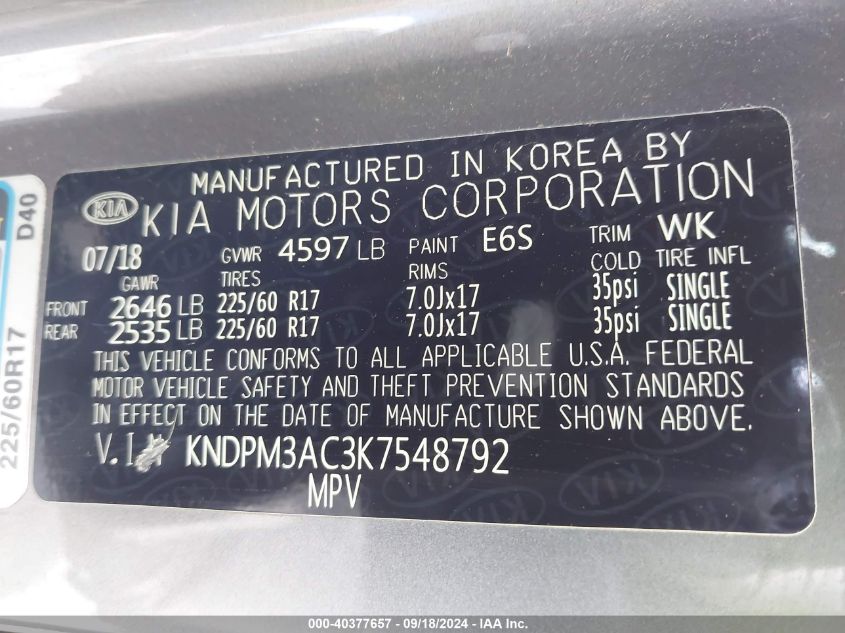 MANUFACTURED IN KOREA BY
KIA KIA MOTORS CORPORATION
07/18 GVWR 4597 LB PAINT E6S TRIM WK
GAWR TIRES RIMS COLD TIRE INFL
FRONT 2646 LB 225/60 R17 7.0Jx17 35psi SINGLE
REAR 2535 LB 225/60 R17 7.0Jx17 35psi SINGLE
THIS VEHICLE CONFORMS TO ALL APPLICABLE U.S.A. FEDERAL
MOTOR VEHICLE SAFETY AND THEFT PREVENTION STANDARDS
IN EFFECT ON THE DATE OF MANUFACTURE SHOWN ABOVE.
V.I.N KNDPM3AC3K7548792
MPV
D40
225/60R17
000-40377657 - 09/18/2024 - IAA Inc.